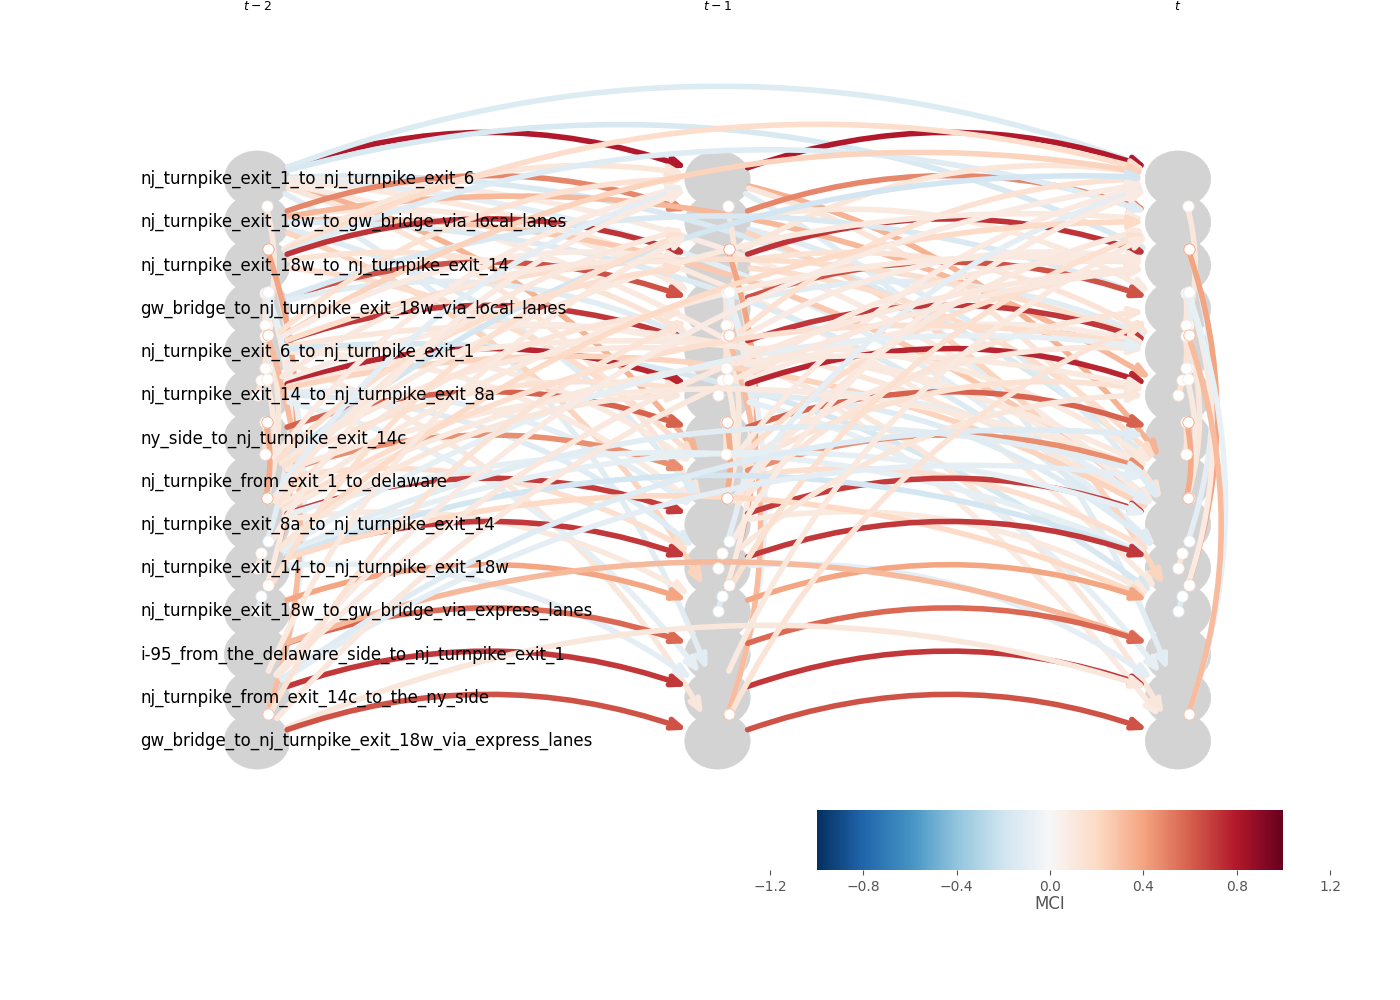 t − 2 t − 1 t
nj_turnpike_exit_1_to_nj_turnpike_exit_6
nj_turnpike_exit_18w_to_gw_bridge_via_local_lanes
nj_turnpike_exit_18w_to_nj_turnpike_exit_14
gw_bridge_to_nj_turnpike_exit_18w_via_local_lanes
nj_turnpike_exit_6_to_nj_turnpike_exit_1
nj_turnpike_exit_14_to_nj_turnpike_exit_8a
ny_side_to_nj_turnpike_exit_14c
nj_turnpike_from_exit_1_to_delaware
nj_turnpike_exit_8a_to_nj_turnpike_exit_14
nj_turnpike_exit_14_to_nj_turnpike_exit_18w
nj_turnpike_exit_18w_to_gw_bridge_via_express_lanes
i-95_from_the_delaware_side_to_nj_turnpike_exit_1
nj_turnpike_from_exit_14c_to_the_ny_side
gw_bridge_to_nj_turnpike_exit_18w_via_express_lanes
−1.2 −0.8 −0.4 0.0 0.4 0.8 1.2
MCI